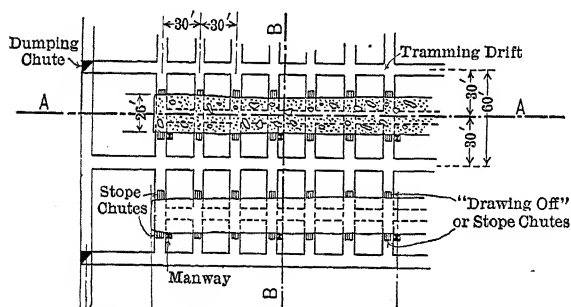 30′
30′
B
Dumping
Chute
Tramming Drift
A
26′
30′
60′
A
30′
Stope
Chutes
"Drawing Off"
or Stope Chutes
Manway
B